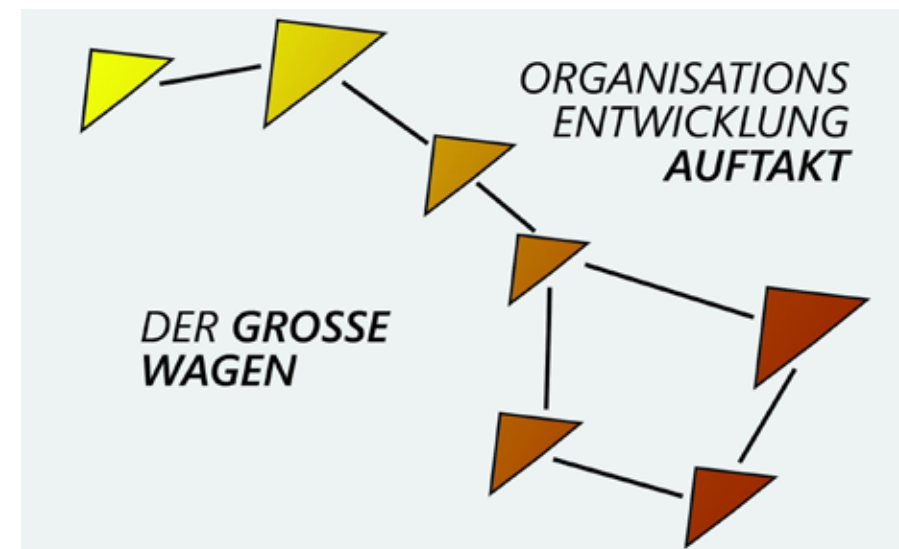 ORGANISATIONS
ENTWICKLUNG
AUFTAKT
DER GROSSE
WAGEN